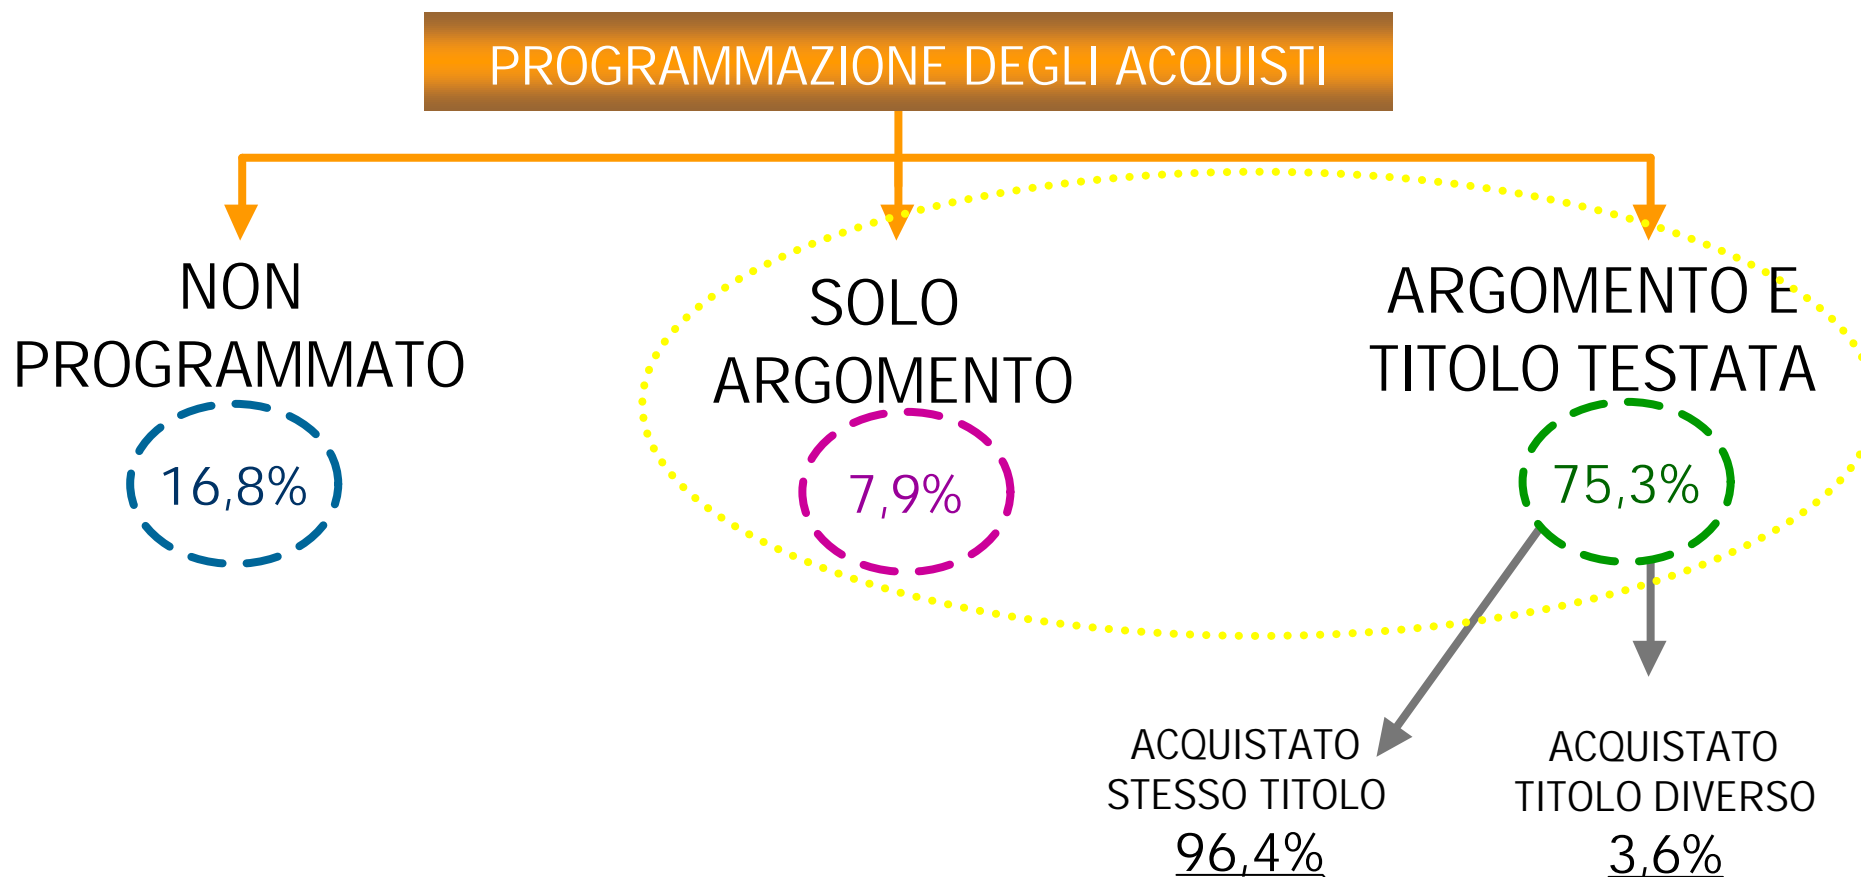 PROGRAMMAZIONE DEGLI ACQUISTI
NON
PROGRAMMATO
16,8%
SOLO
ARGOMENTO
7,9%
ARGOMENTO E
TITOLO TESTATA
75,3%
ACQUISTATO
STESSO TITOLO
96,4%
ACQUISTATO
TITOLO DIVERSO
3,6%